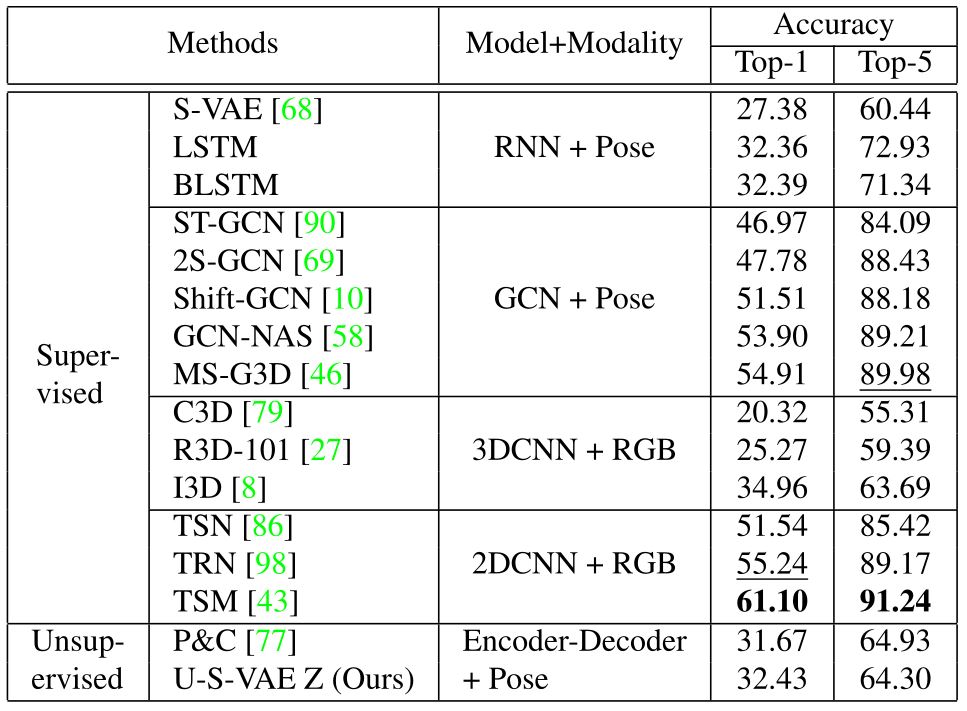 Methods Model+Modality Accuracy
Top-1 Top-5
S-VAE [68] 27.38 60.44
LSTM RNN + Pose 32.36 72.93
BLSTM 32.39 71.34
ST-GCN [90] 46.97 84.09
2S-GCN [69] 47.78 88.43
Shift-GCN [10] GCN + Pose 51.51 88.18
GCN-NAS [58] 53.90 89.21
Super-
vised
MS-G3D [46] 54.91 89.98
C3D [79] 20.32 55.31
R3D-101 [27] 3DCNN + RGB 25.27 59.39
I3D [8] 34.96 63.69
TSN [86] 51.54 85.42
TRN [98] 2DCNN + RGB 55.24 89.17
TSM [43] 61.10 91.24
Unsup- P&C [77] Encoder-Decoder 31.67 64.93
ervised U-S-VAE Z (Ours) + Pose 32.43 64.30